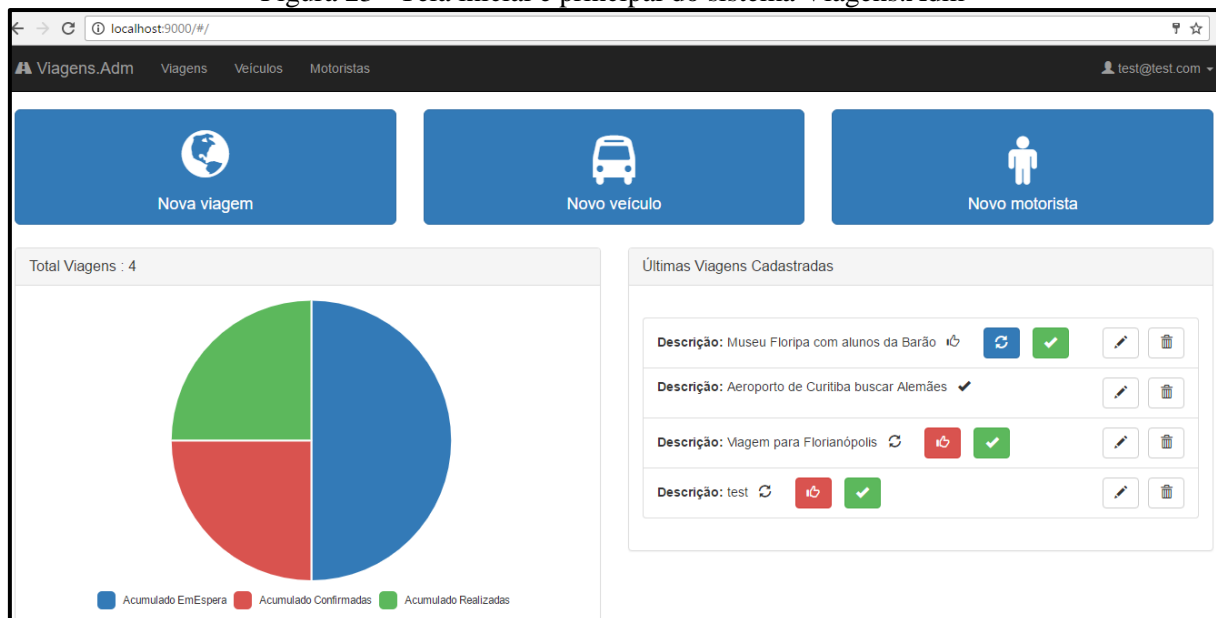 localhost:9000/#/
Viagens.Adm Viagens Veículos Motoristas test@test.com
Nova viagem Novo veículo Novo motorista
Total Viagens : 4
Acumulado EmEspera Acumulado Confirmadas Acumulado Realizadas
Últimas Viagens Cadastradas
Descrição: Museu Floripa com alunos da Barão
Descrição: Aeroporto de Curitiba buscar Alemães
Descrição: Viagem para Florianópolis
Descrição: test